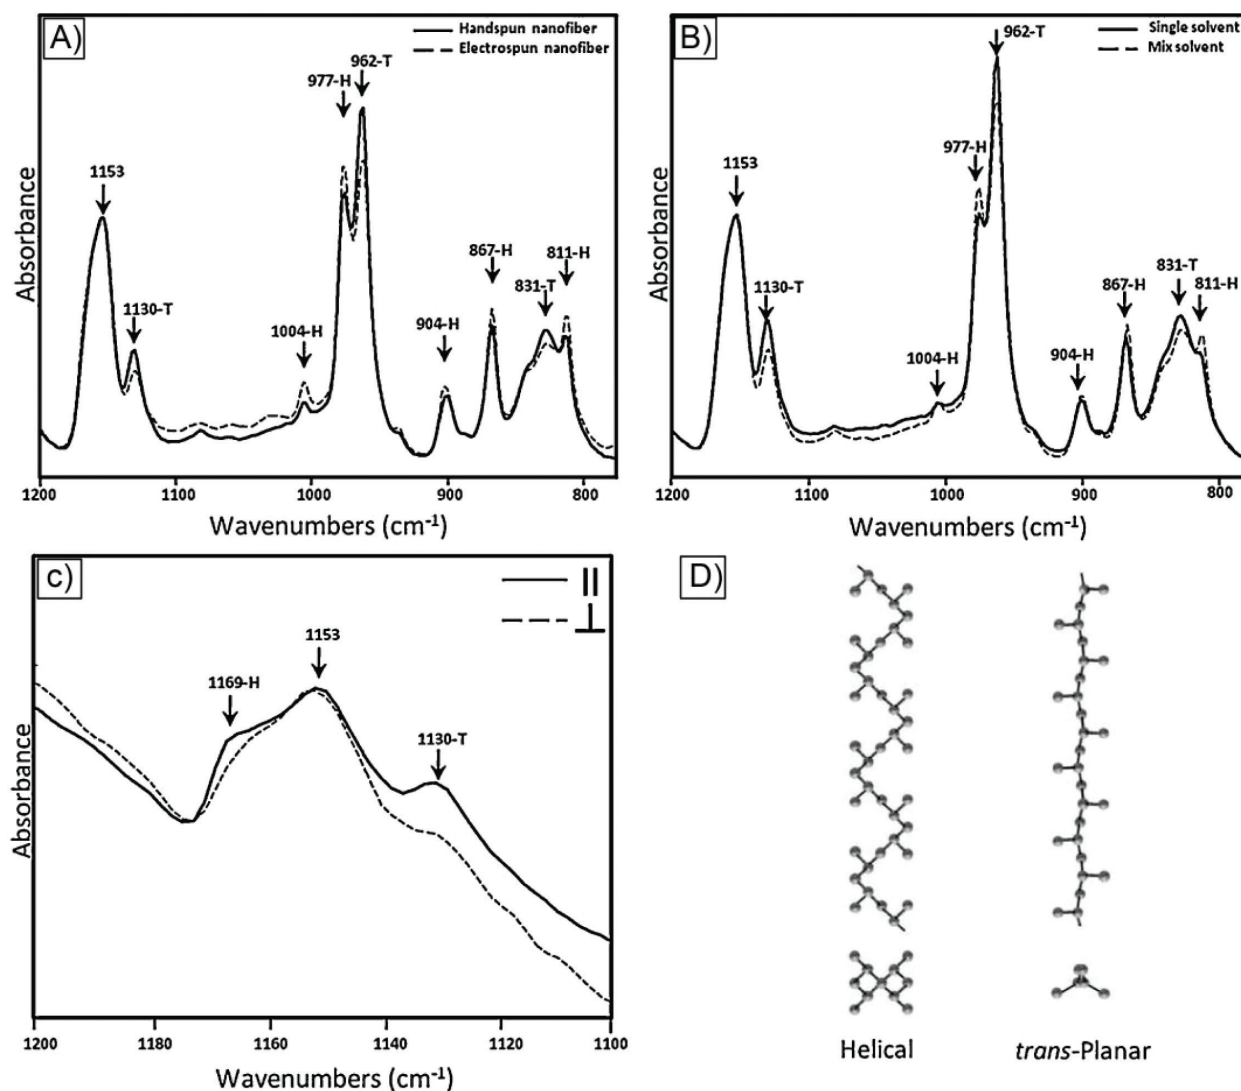 A)
Handspun nanofiber
Electrospun nanofiber
962-T
977-H
1153
867-H
811-H
831-T
1130-T
1004-H
904-H
Absorbance
1200
1100
1000
900
800
Wavenumbers (cm⁻¹)
B)
Single solvent
Mix solvent
962-T
977-H
1153
831-T
867-H
811-H
1130-T
1004-H
904-H
Absorbance
1200
1100
1000
900
800
Wavenumbers (cm⁻¹)
c)
||
⊥
1153
1169-H
1130-T
Absorbance
1200
1180
1160
1140
1120
1100
Wavenumbers (cm⁻¹)
D)
Helical
trans-Planar